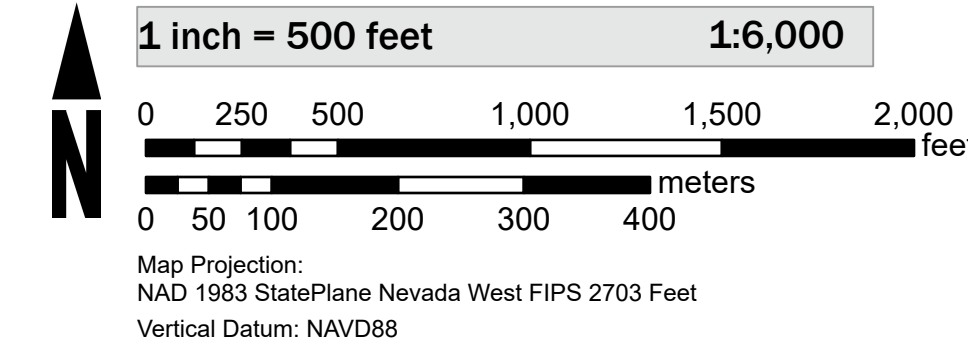 1 inch = 500 feet 1:6,000
0 250 500 1,000 1,500 2,000
feet
meters
0 50 100 200 300 400
N
Map Projection:
NAD 1983 StatePlane Nevada West FIPS 2703 Feet
Vertical Datum: NAVD88